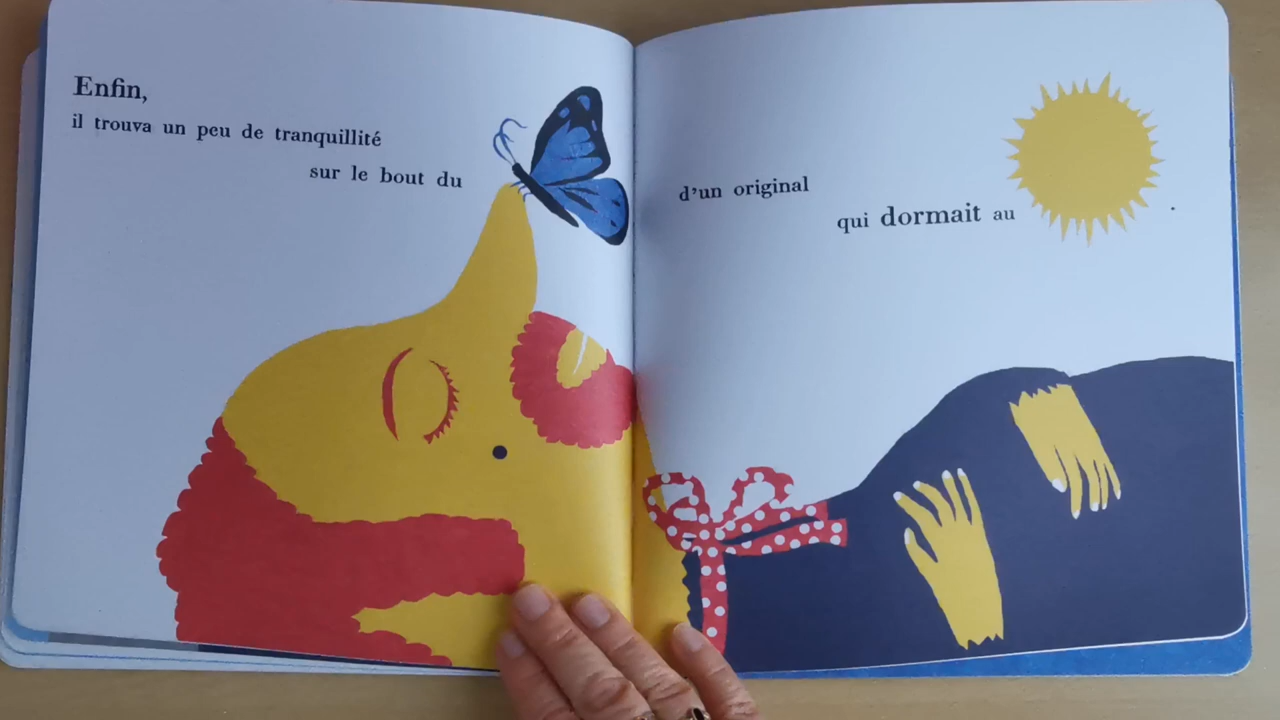 Enfin,
il trouva un peu de tranquillité
sur le bout du
d'un original
qui dormait au
.